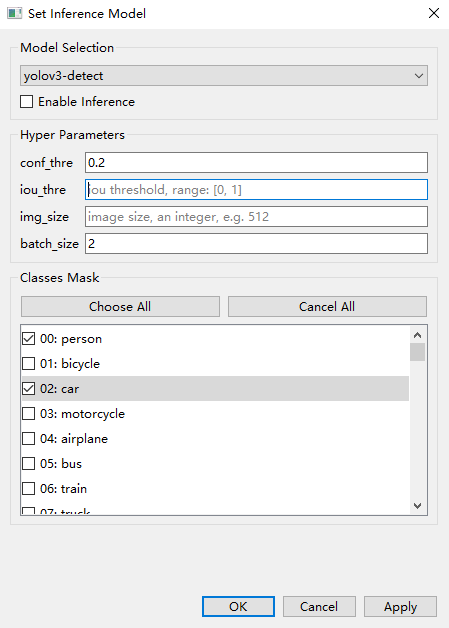 Set Inference Model
Model Selection
yolov3-detect
Enable Inference
Hyper Parameters
conf_thre 0.2
iou_thre iou threshold, range: [0, 1]
img_size image size, an integer, e.g. 512
batch_size 2
Classes Mask
Choose All Cancel All
00: person
01: bicycle
02: car
03: motorcycle
04: airplane
05: bus
06: train
07: truck
OK Cancel Apply